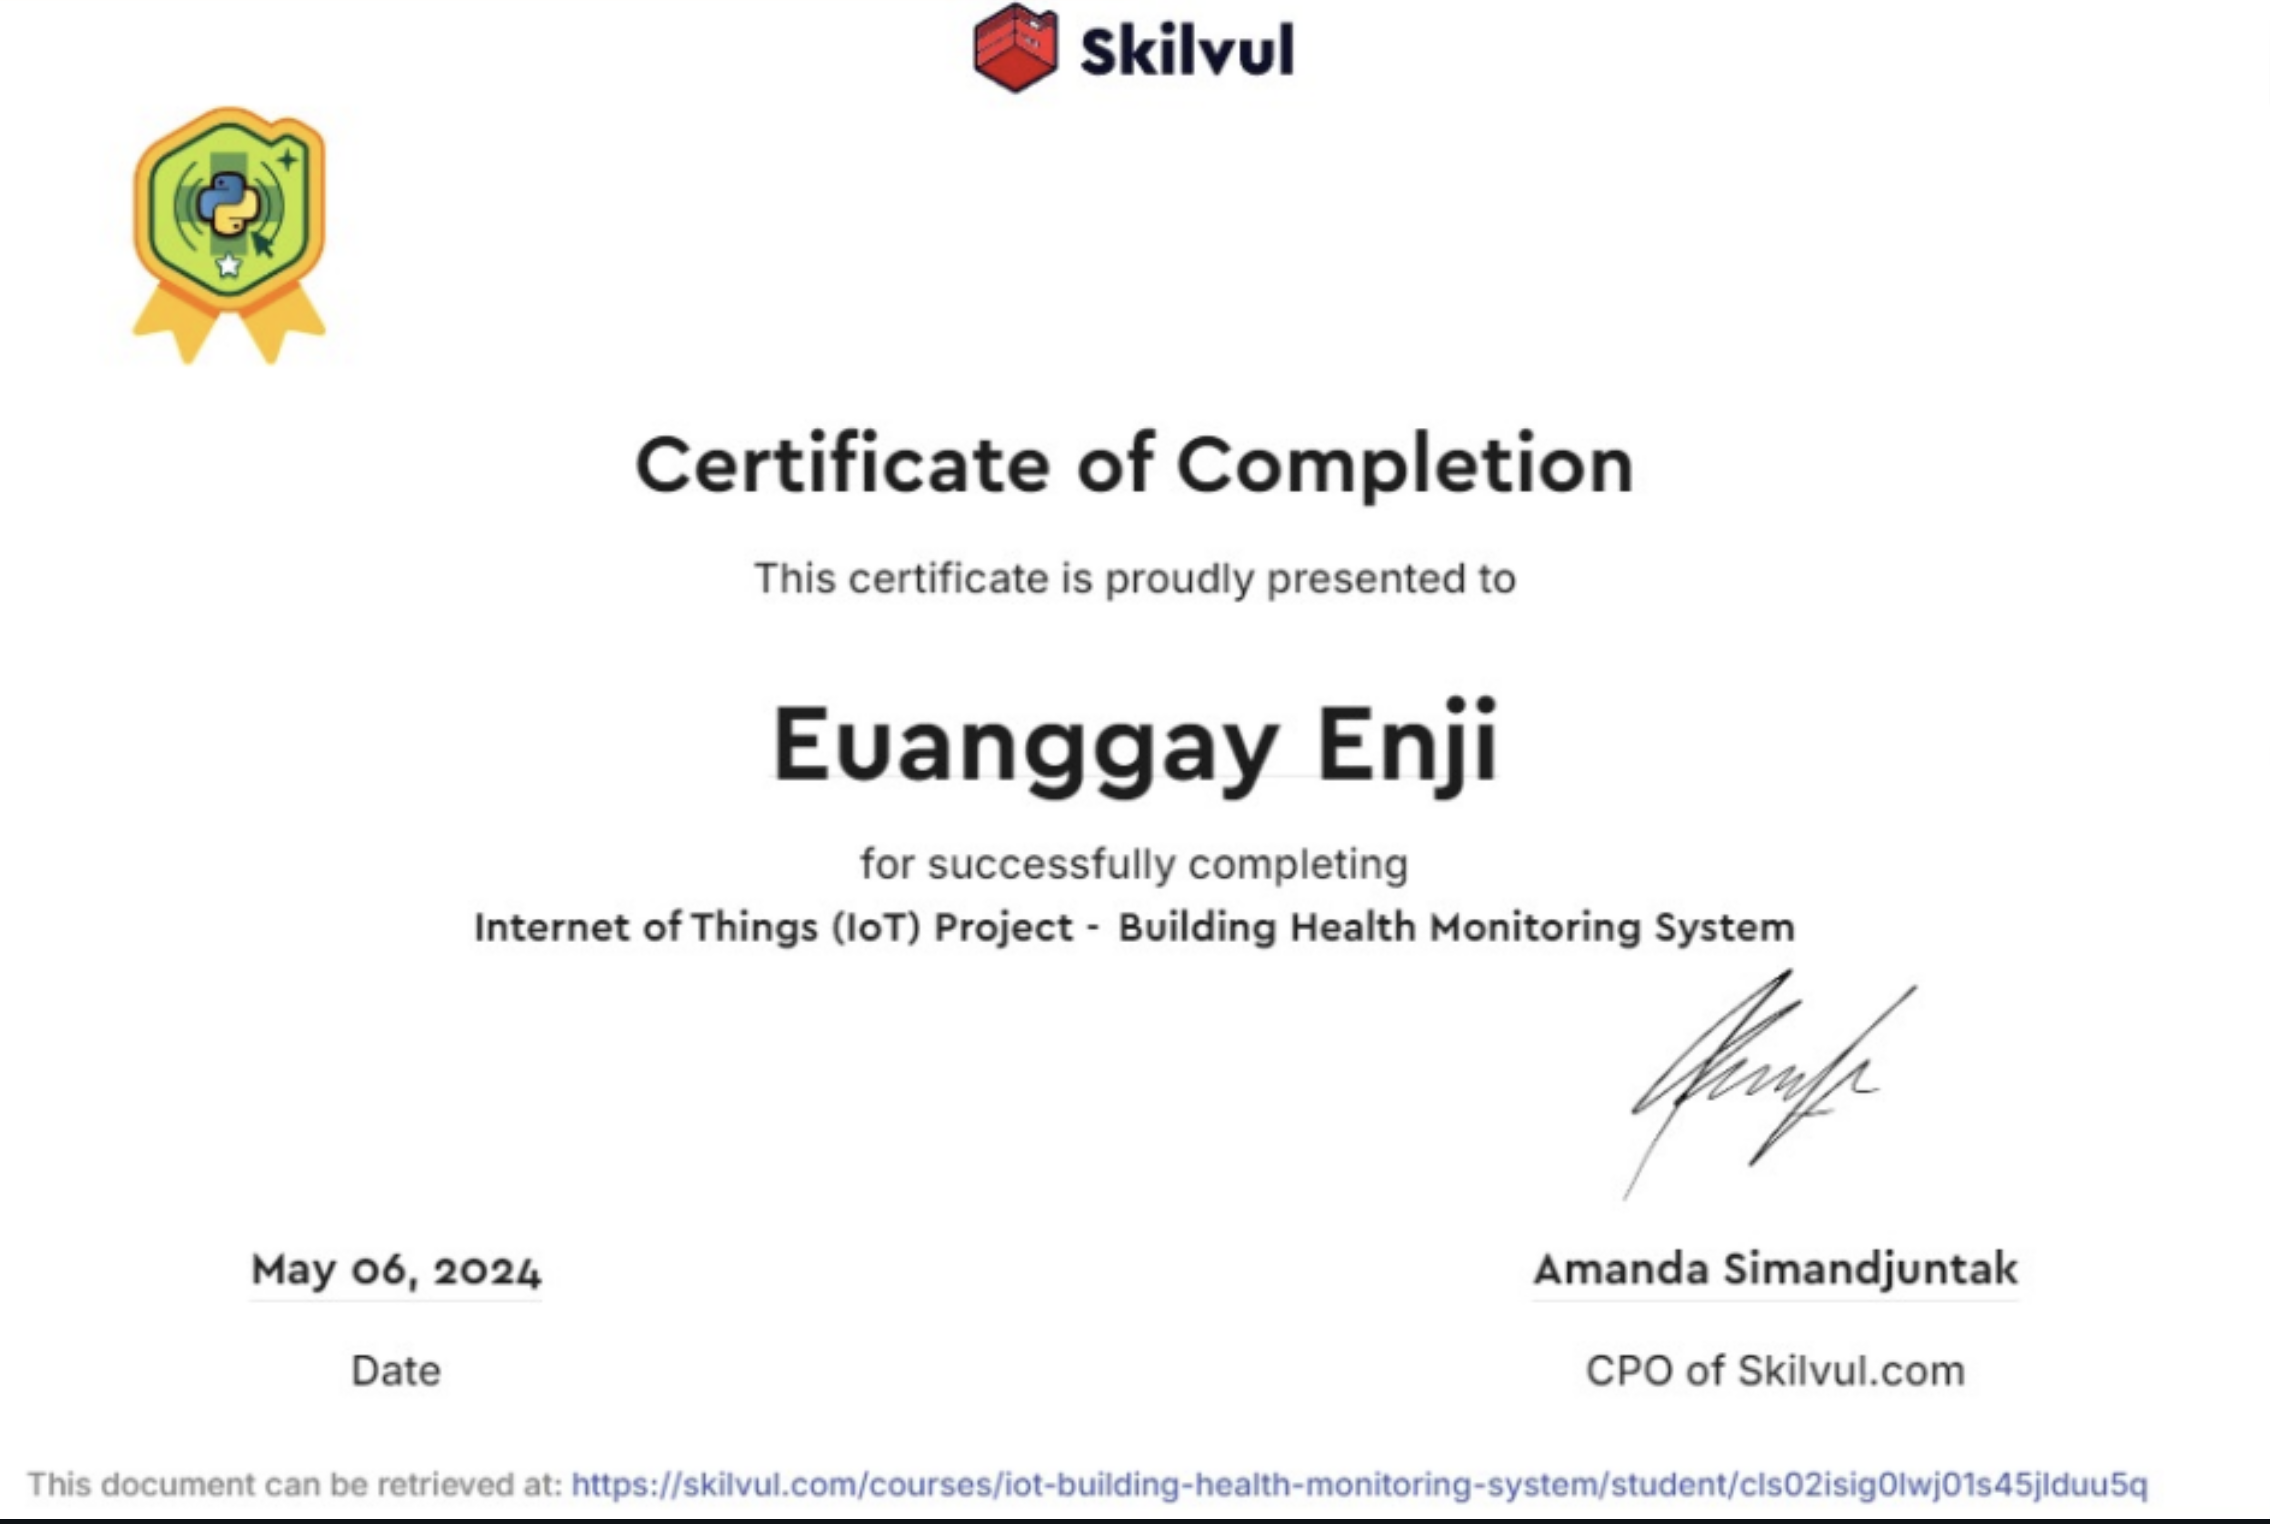 Skilvul
Certificate of Completion
This certificate is proudly presented to
Euanggay Enji
for successfully completing
Internet of Things (IoT) Project - Building Health Monitoring System
May 06, 2024
Amanda Simandjuntak
Date
CPO of Skilvul.com
This document can be retrieved at: https://skilvul.com/courses/iot-building-health-monitoring-system/student/cls02isig0lwj01s45jlduu5q